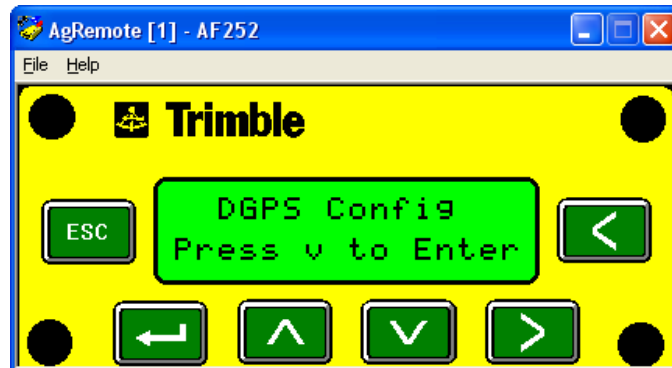 AgRemote [1] - AF252
File Help
Trimble
DGPS Config
ESC
Press v to Enter